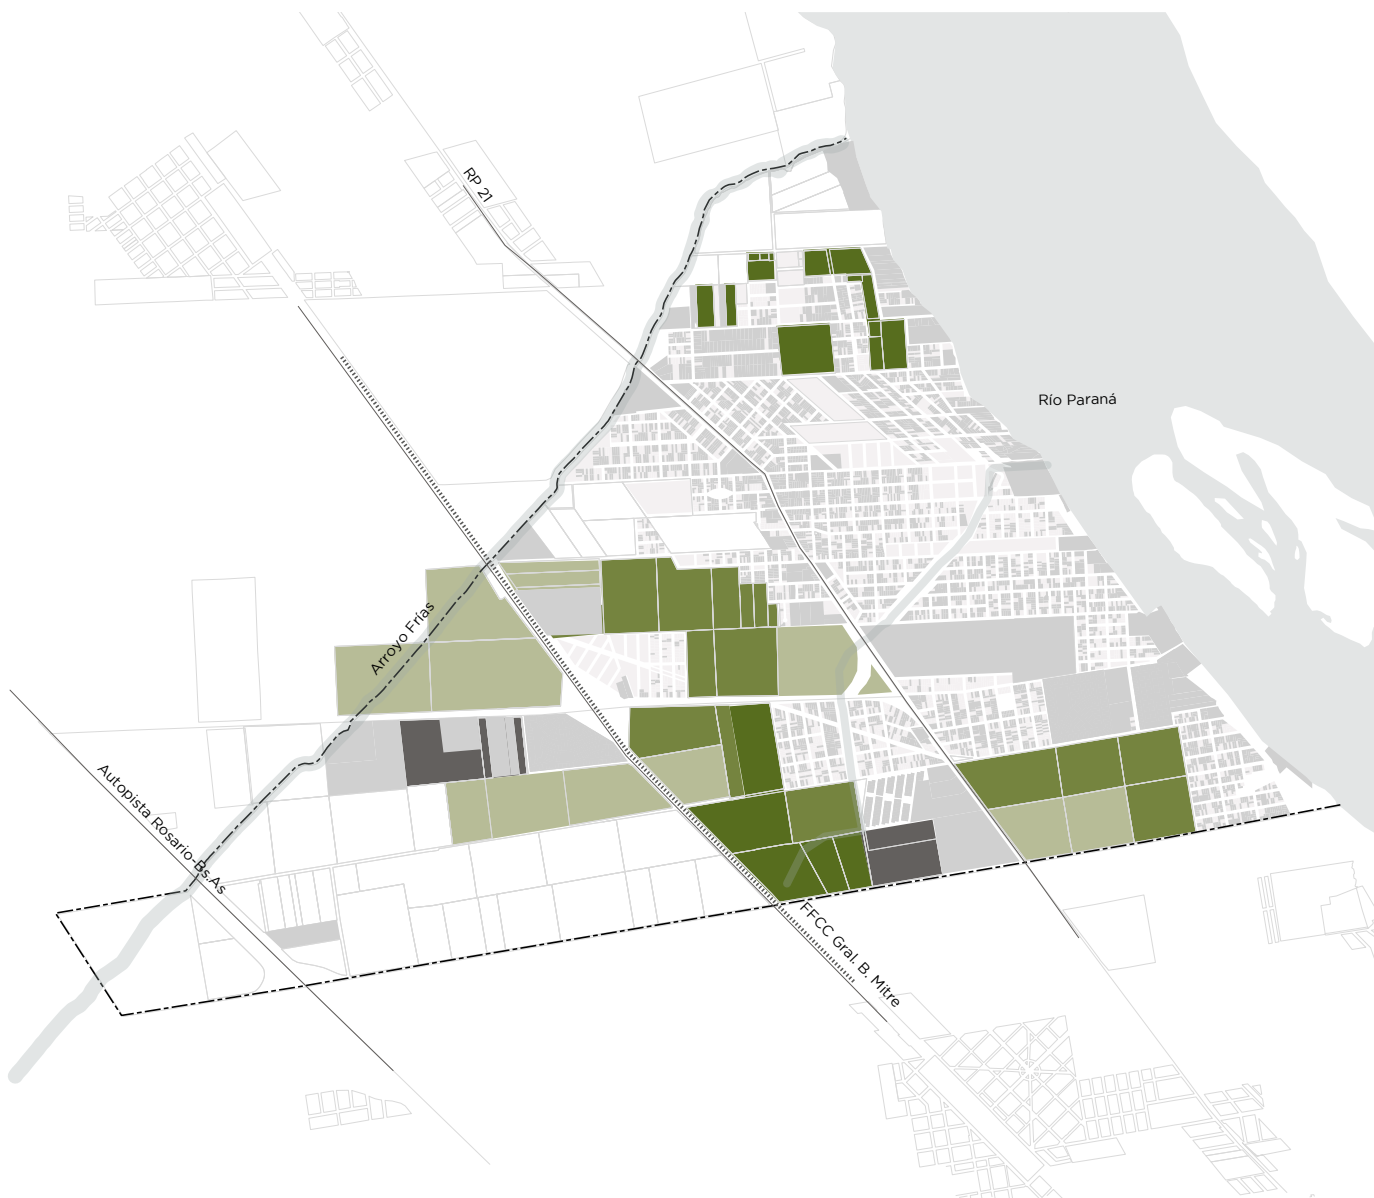 RP 21
Río Paraná
Arroyo Frías
Autopista Rosario-Bs.As
FFCC Gral. B. Mitre